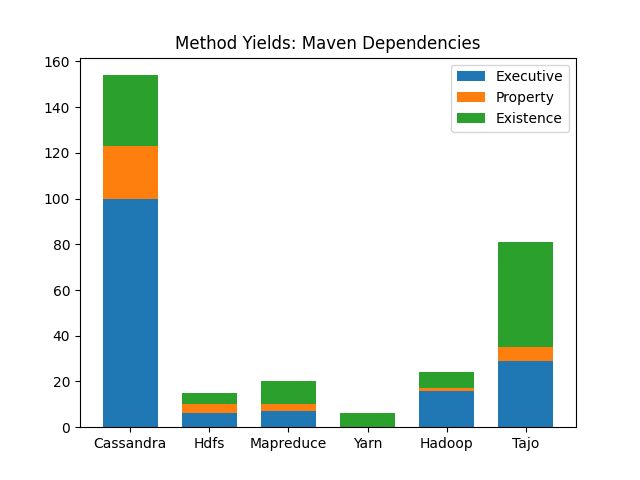 Method Yields: Maven Dependencies
160
140
120
100
80
60
40
20
0
Executive
Property
Existence
Cassandra Hdfs Mapreduce Yarn Hadoop Tajo